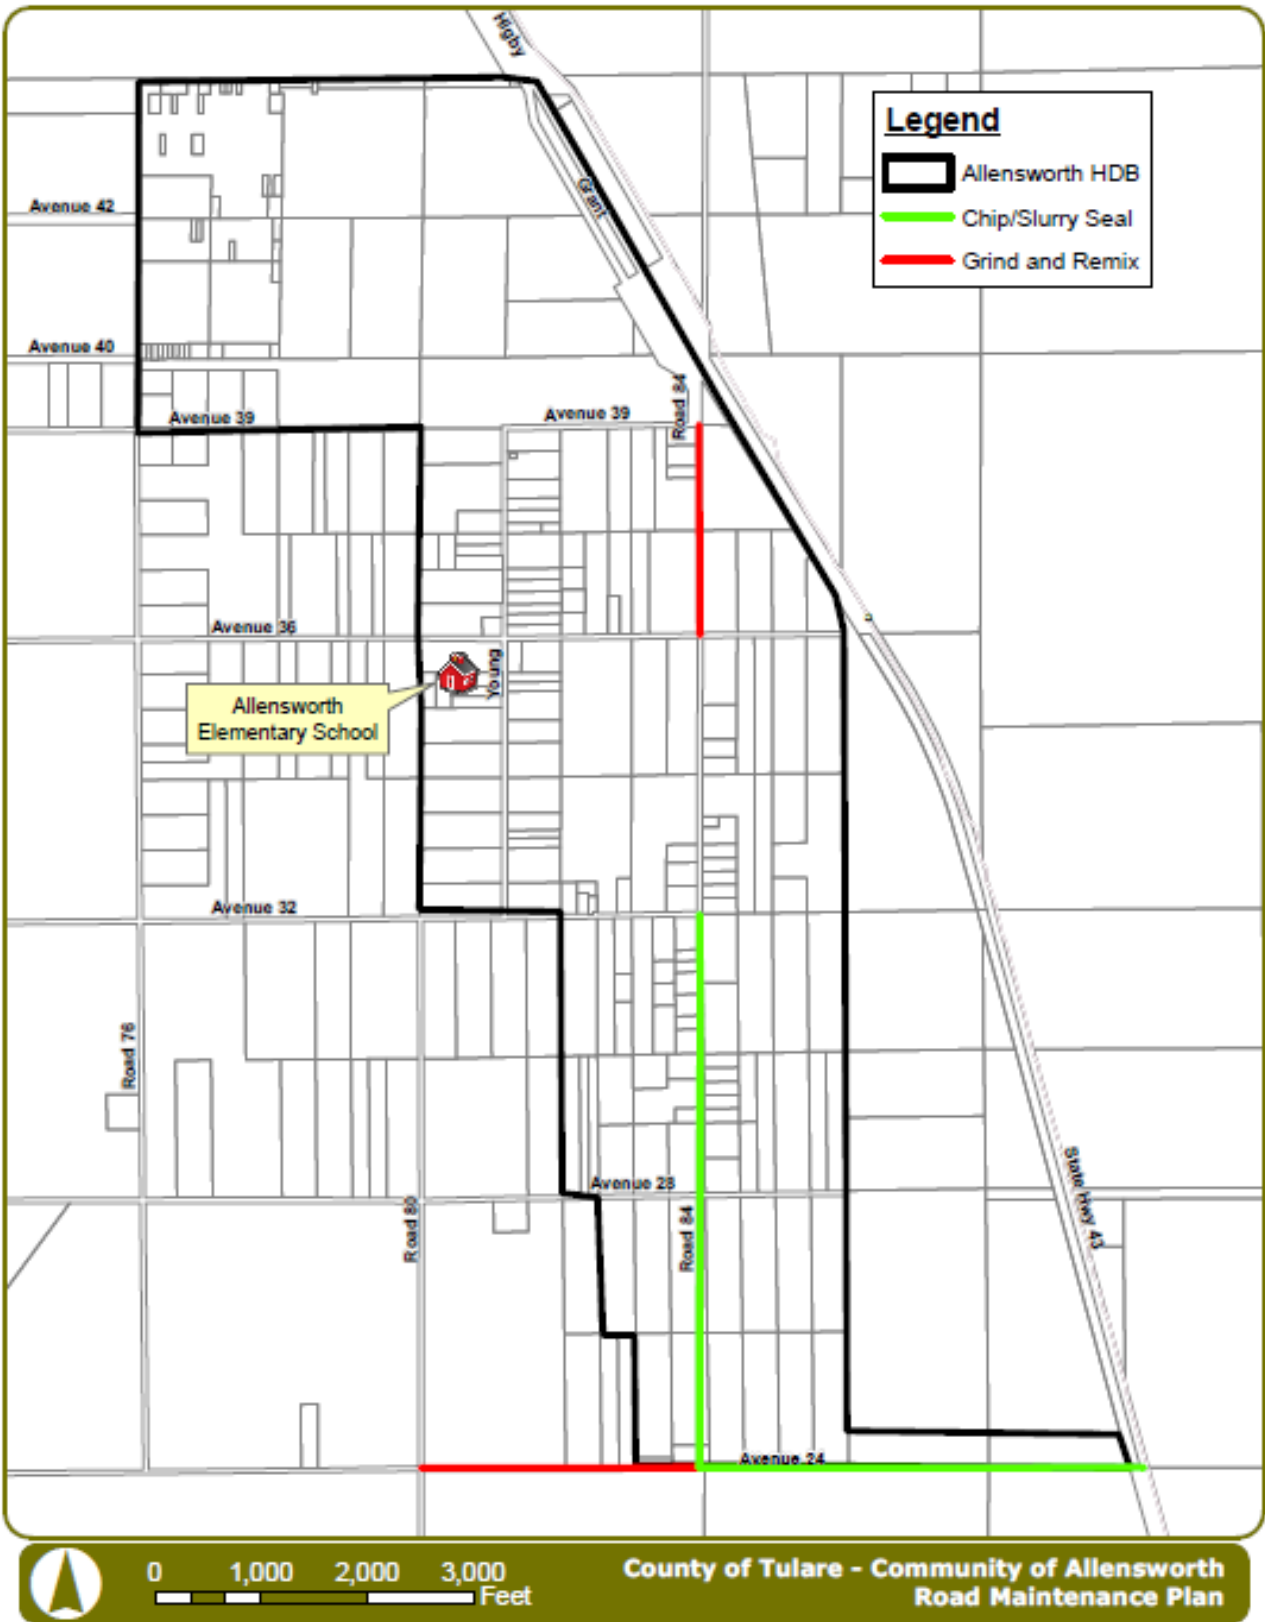 Higby
Legend
Allensworth HDB
Chip/Slurry Seal
Grind and Remix
Grant
Avenue 42
Avenue 40
Road 84
Avenue 39
Avenue 39
Avenue 36
Young
Allensworth
Elementary School
Avenue 32
Road 76
State Hwy 43
Avenue 28
Road 80
Road 84
Avenue 24
0 1,000 2,000 3,000
Feet
County of Tulare - Community of Allensworth
Road Maintenance Plan